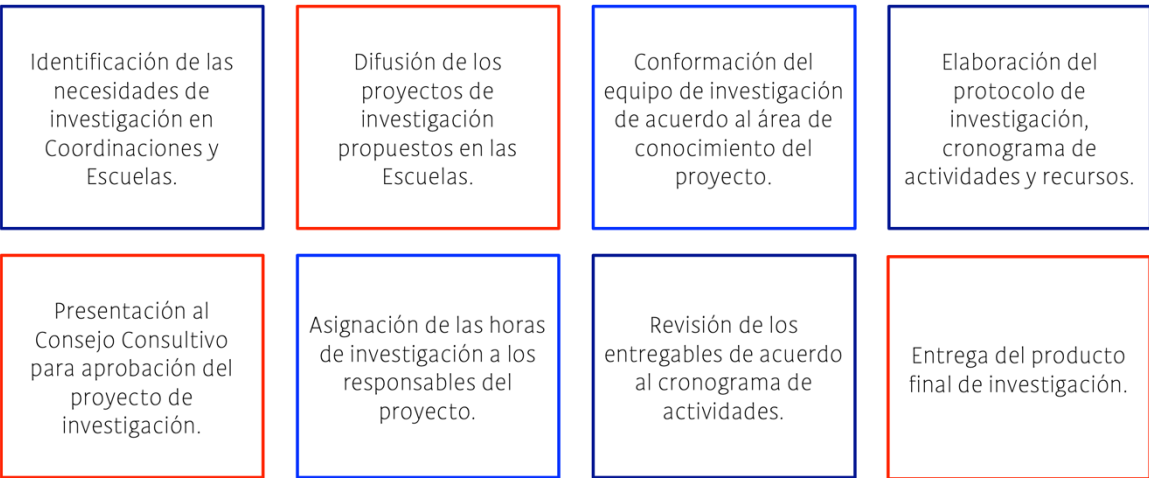 Identificación de las
necesidades de
investigación en
Coordinaciones y
Escuelas.
Difusión de los
proyectos de
investigación
propuestos en las
Escuelas.
Conformación del
equipo de investigación
de acuerdo al área de
conocimiento del
proyecto.
Elaboración del
protocolo de
investigación,
cronograma de
actividades y recursos.
Presentación al
Consejo Consultivo
para aprobación del
proyecto de
investigación.
Asignación de las horas
de investigación a los
responsables del
proyecto.
Revisión de los
entregables de acuerdo
al cronograma de
actividades.
Entrega del producto
final de investigación.